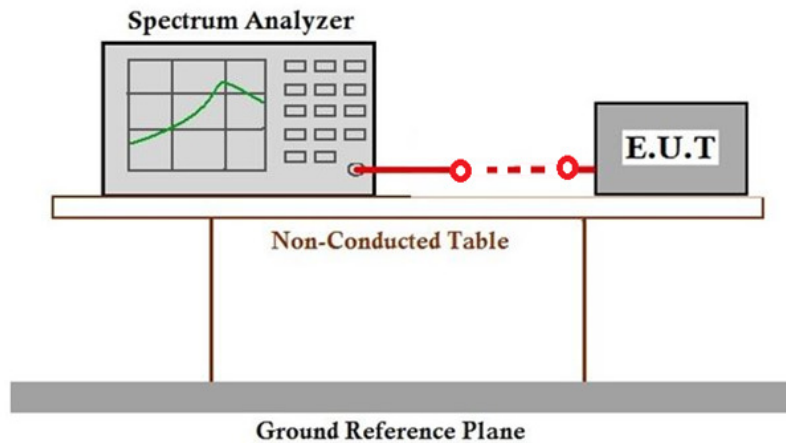 Spectrum Analyzer
E.U.T
Non-Conducted Table
Ground Reference Plane